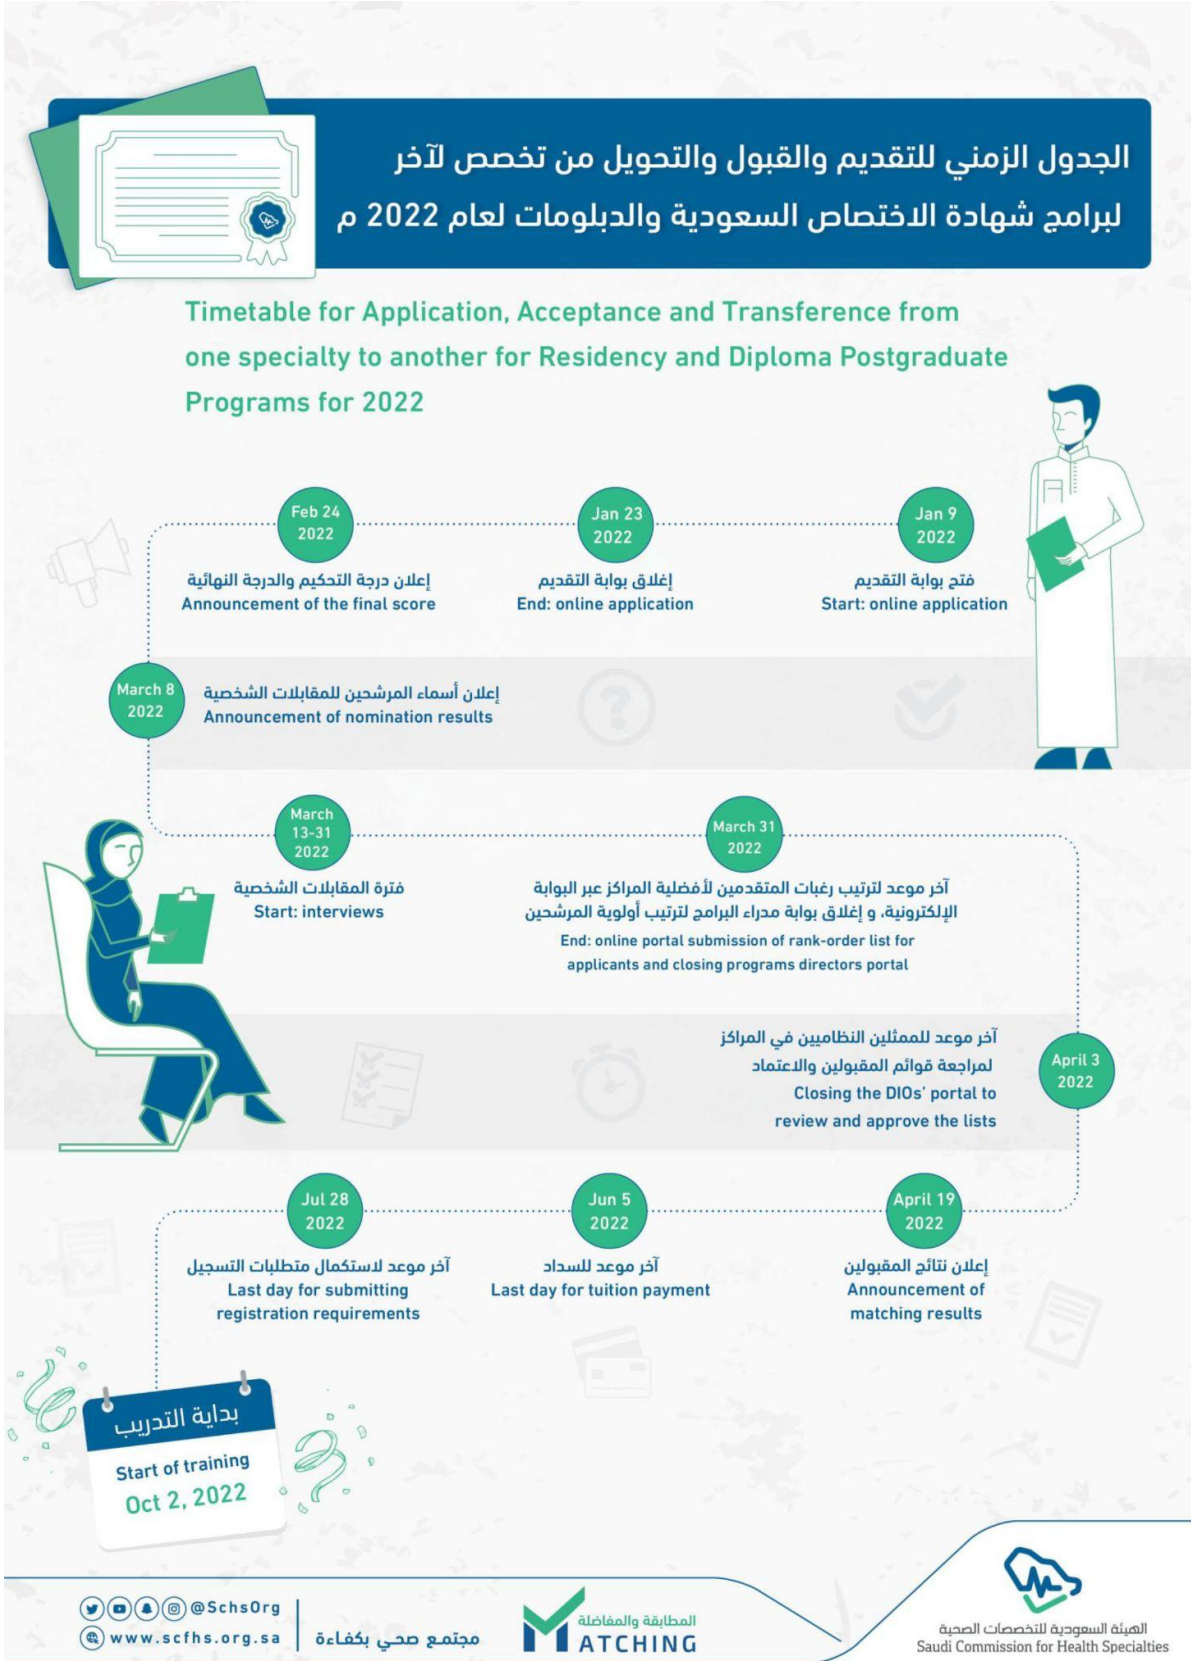 الجدول الزمني للتقديم والقبول والتحويل من تخصص لآخر
لبرامج شهادة الاختصاص السعودية والدبلومات لعام 2022 م
Timetable for Application, Acceptance and Transference from
one specialty to another for Residency and Diploma Postgraduate
Programs for 2022
Jan 9
2022
فتح بوابة التقديم
Start: online application
Jan 23
2022
إغلاق بوابة التقديم
End: online application
Feb 24
2022
إعلان درجة التحكيم والدرجة النهائية
Announcement of the final score
March 8
2022
إعلان أسماء المرشحين للمقابلات الشخصية
Announcement of nomination results
March
13-31
2022
فترة المقابلات الشخصية
Start: interviews
March 31
2022
آخر موعد لترتيب رغبات المتقدمين لأفضلية المراكز عبر البوابة
الإلكترونية، و إغلاق بوابة مدراء البرامج لترتيب أولوية المرشحين
End: online portal submission of rank-order list for
applicants and closing programs directors portal
April 3
2022
آخر موعد للممثلين النظاميين في المراكز
لمراجعة قوائم المقبولين والاعتماد
Closing the DIOs' portal to
review and approve the lists
April 19
2022
إعلان نتائج المقبولين
Announcement of
matching results
Jun 5
2022
آخر موعد للسداد
Last day for tuition payment
Jul 28
2022
آخر موعد لاستكمال متطلبات التسجيل
Last day for submitting
registration requirements
بداية التدريب
Start of training
Oct 2, 2022
@SchsOrg
www.scfhs.org.sa
مجتمع صحي بكفاءة
المطابقة والمفاضلة
MATCHING
الهيئة السعودية للتخصصات الصحية
Saudi Commission for Health Specialties